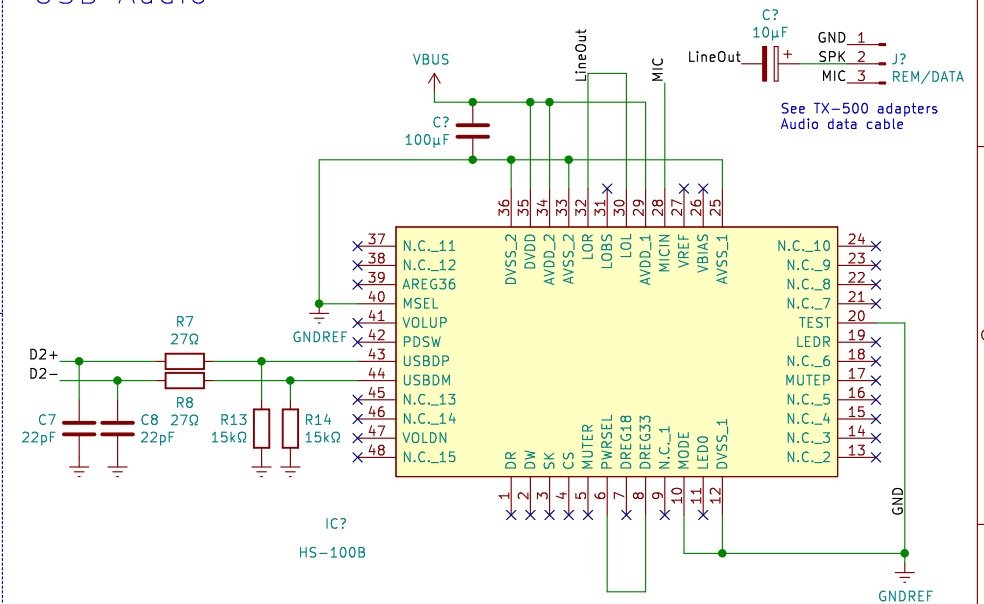 USB Audio
C?
10µF
LineOut
+
GND 1
SPK 2
MIC 3
J?
REM/DATA
See TX-500 adapters
Audio data cable
VBUS
C?
100µF
LineOut
MIC
36
35
34
33
32
31
30
29
28
27
26
25
DVSS_2
DVDD
AVDD_2
AVSS_2
LOR
LOBS
LOL
AVDD_1
MICIN
VREF
VBIAS
AVSS_1
37 N.C._11
38 N.C._12
39 AREG36
40 MSEL
41 VOLUP
42 PDSW
43 USBDP
44 USBDM
45 N.C._13
46 N.C._14
47 VOLDN
48 N.C._15
N.C._10 24
N.C._9 23
N.C._8 22
N.C._7 21
TEST 20
LEDR 19
N.C._6 18
MUTEP 17
N.C._5 16
N.C._4 15
N.C._3 14
N.C._2 13
GNDREF
R7
27Ω
D2+
D2-
R8
27Ω
C7
22pF
C8
22pF
R13
15kΩ
R14
15kΩ
DR
DW
SK
CS
MUTER
PWRSEL
DREG18
DREG33
N.C._1
MODE
LED0
DVSS_1
1
2
3
4
5
6
7
8
9
10
11
12
IC?
HS-100B
GND
GNDREF